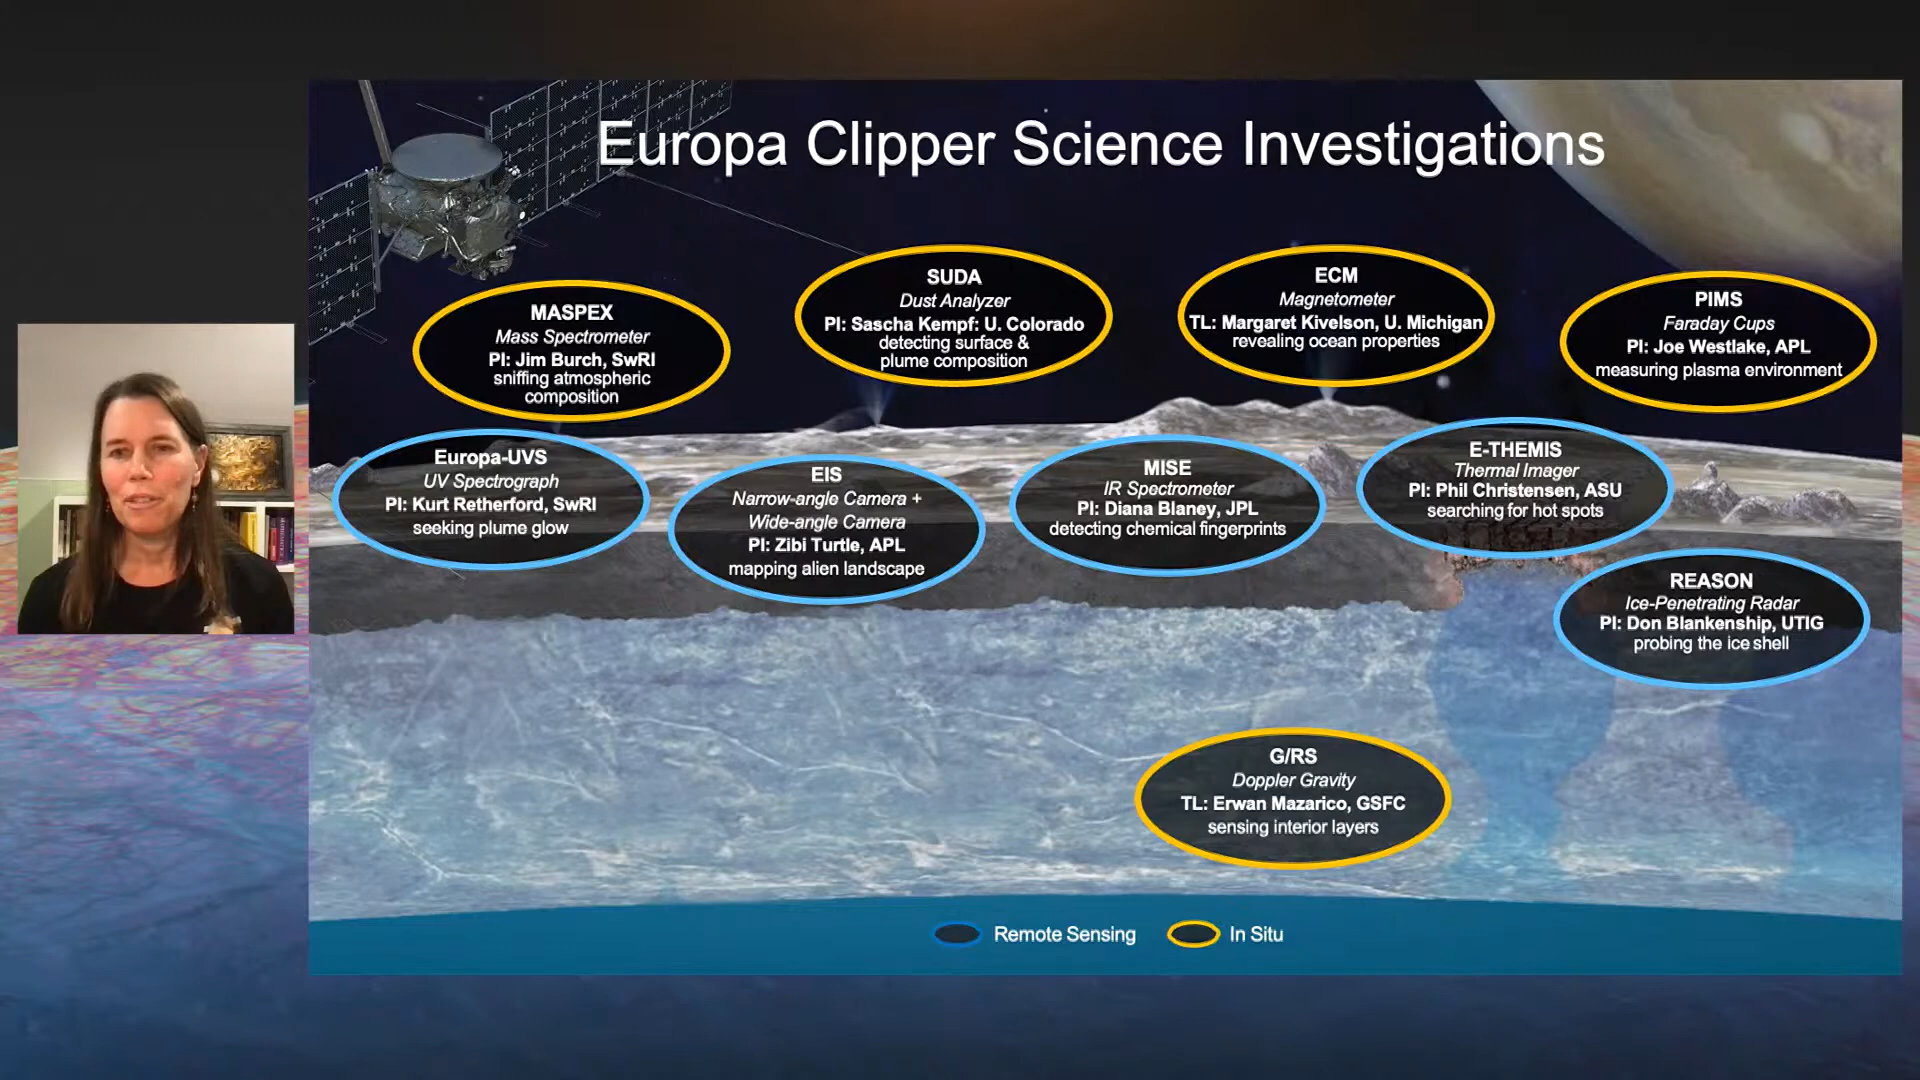 Europa Clipper Science Investigations
MASPEX
Mass Spectrometer
PI: Jim Burch, SwRI
sniffing atmospheric
composition
SUDA
Dust Analyzer
PI: Sascha Kempf: U. Colorado
detecting surface &
plume composition
ECM
Magnetometer
TL: Margaret Kivelson, U. Michigan
revealing ocean properties
PIMS
Faraday Cups
PI: Joe Westlake, APL
measuring plasma environment
Europa-UVS
UV Spectrograph
PI: Kurt Retherford, SwRI
seeking plume glow
EIS
Narrow-angle Camera +
Wide-angle Camera
PI: Zibi Turtle, APL
mapping alien landscape
MISE
IR Spectrometer
PI: Diana Blaney, JPL
detecting chemical fingerprints
E-THEMIS
Thermal Imager
PI: Phil Christensen, ASU
searching for hot spots
REASON
Ice-Penetrating Radar
PI: Don Blankenship, UTIG
probing the ice shell
G/RS
Doppler Gravity
TL: Erwan Mazarico, GSFC
sensing interior layers
Remote Sensing
In Situ